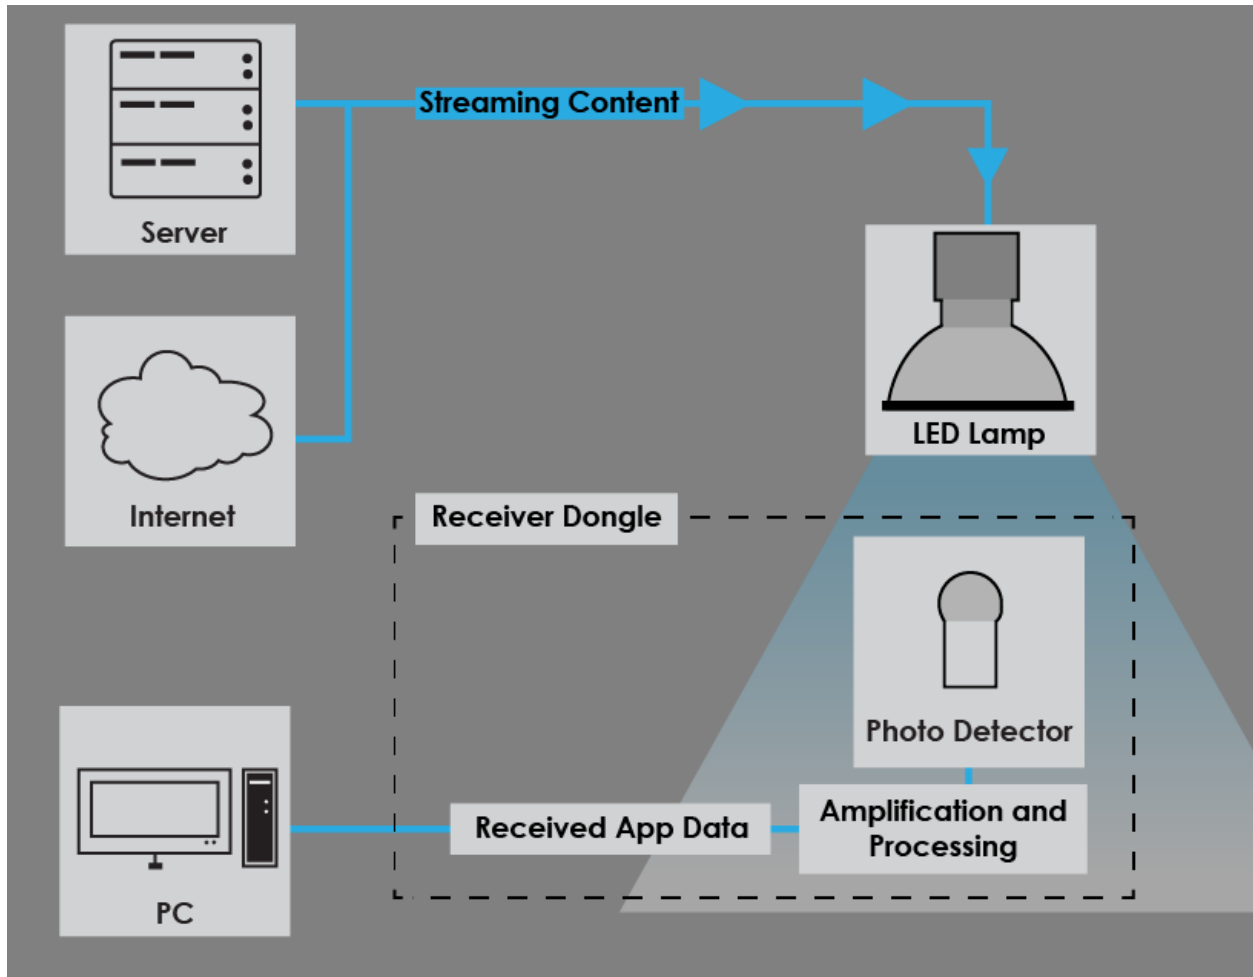 Server
Streaming Content
Internet
LED Lamp
Receiver Dongle
Photo Detector
Amplification and
Processing
Received App Data
PC